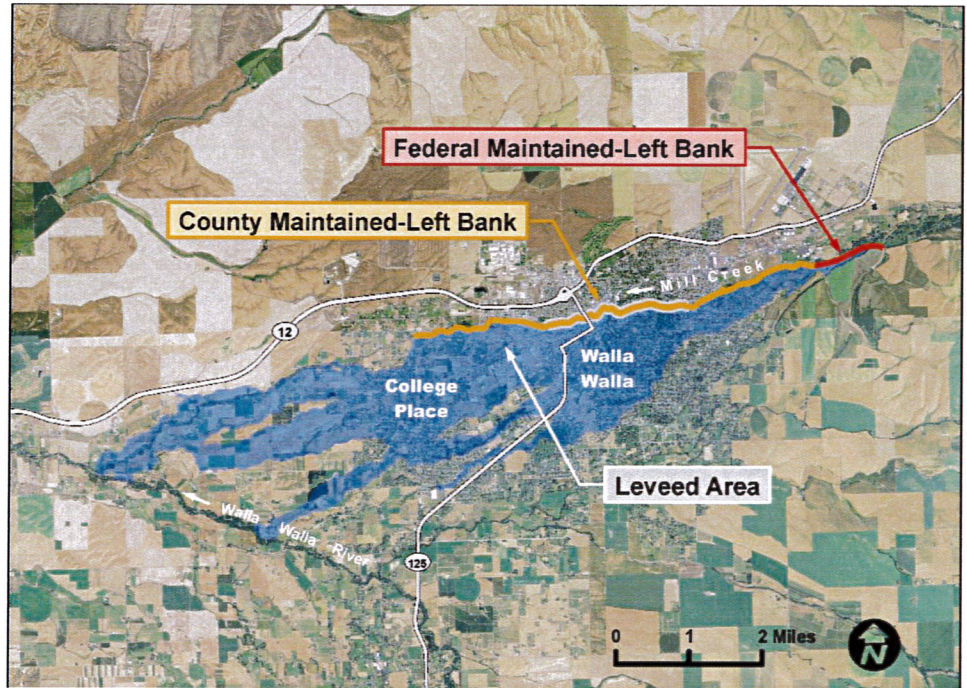 Federal Maintained-Left Bank
County Maintained-Left Bank
Mill Creek
12
Walla
Walla
College
Place
Leveed Area
Walla Walla River
125
0 1 2 Miles
N